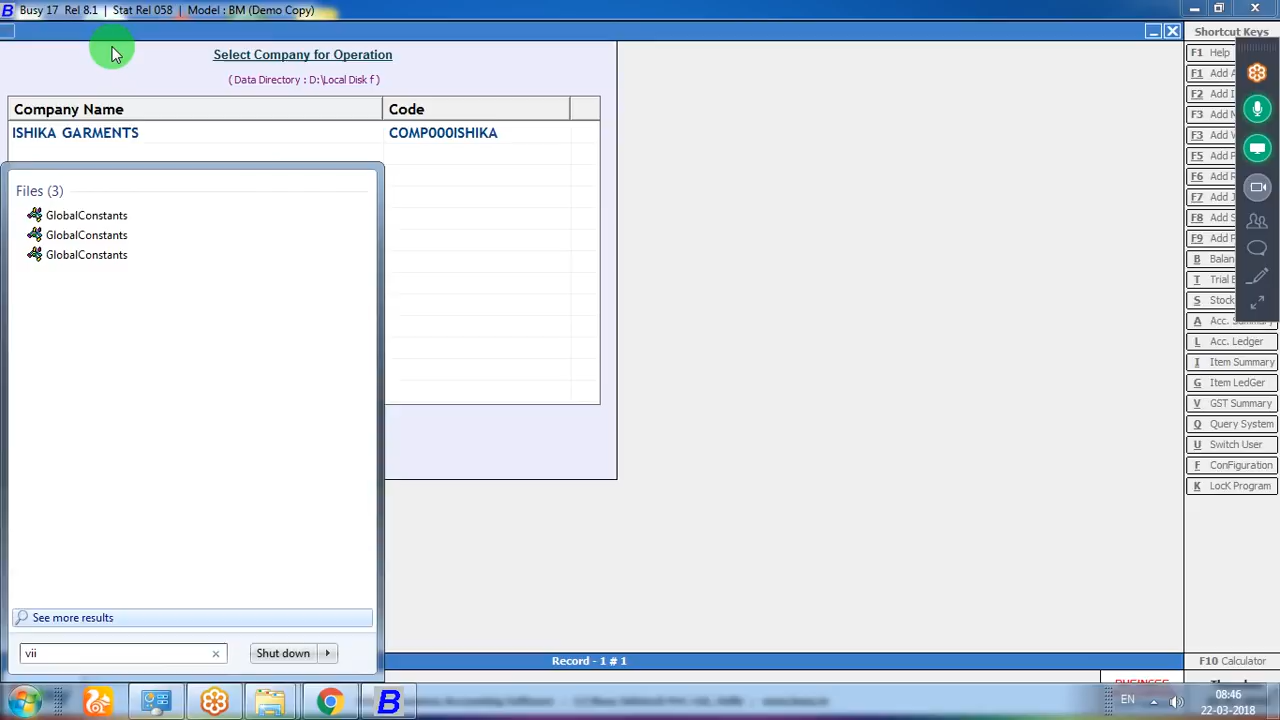 Busy 17 Rel 8.1 | Stat Rel 058 | Model : BM (Demo Copy)
Shortcut Keys
Select Company for Operation
( Data Directory : D:\Local Disk f )
Company Name Code
ISHIKA GARMENTS COMP000ISHIKA
Files (3)
GlobalConstants
GlobalConstants
GlobalConstants
See more results
vii
Shut down
Record - 1 # 1
F1 Help
F1 Add A
F2 Add I
F3 Add
F3 Add
F5 Add
F6 Add R
F7 Add J
F8 Add S
F9 Add
B Balan
T Trial
S Stock
A Acc. Summary
L Acc. Ledger
I Item Summary
G Item LedGer
V GST Summary
Q Query System
U Switch User
F ConFiguration
K LocK Program
F10 Calculator
EN
08:46
22-03-2018